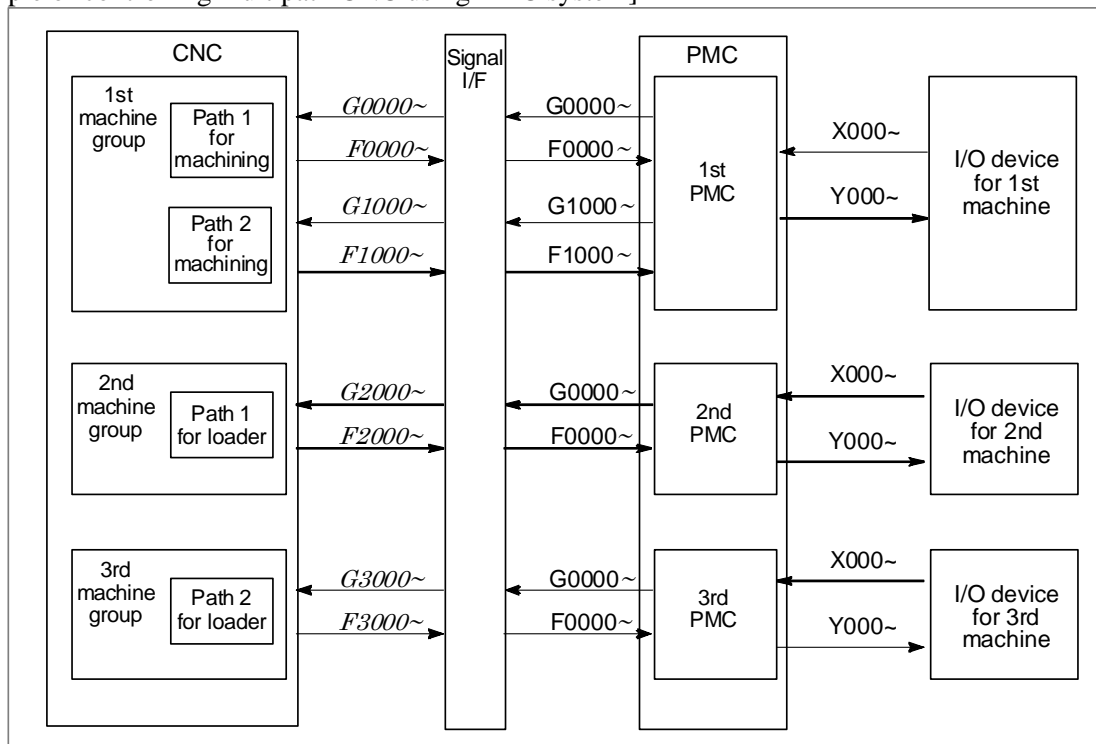 CNC
Signal
I/F
PMC
1st
machine
group
Path 1
for
machining
Path 2
for
machining
G0000~
F0000~
G1000~
F1000~
G0000~
F0000~
G1000~
F1000~
1st
PMC
X000~
Y000~
I/O device
for 1st
machine
2nd
machine
group
Path 1
for loader
G2000~
F2000~
G0000~
F0000~
2nd
PMC
X000~
Y000~
I/O device
for 2nd
machine
3rd
machine
group
Path 2
for loader
G3000~
F3000~
G0000~
F0000~
3rd
PMC
X000~
Y000~
I/O device
for 3rd
machine